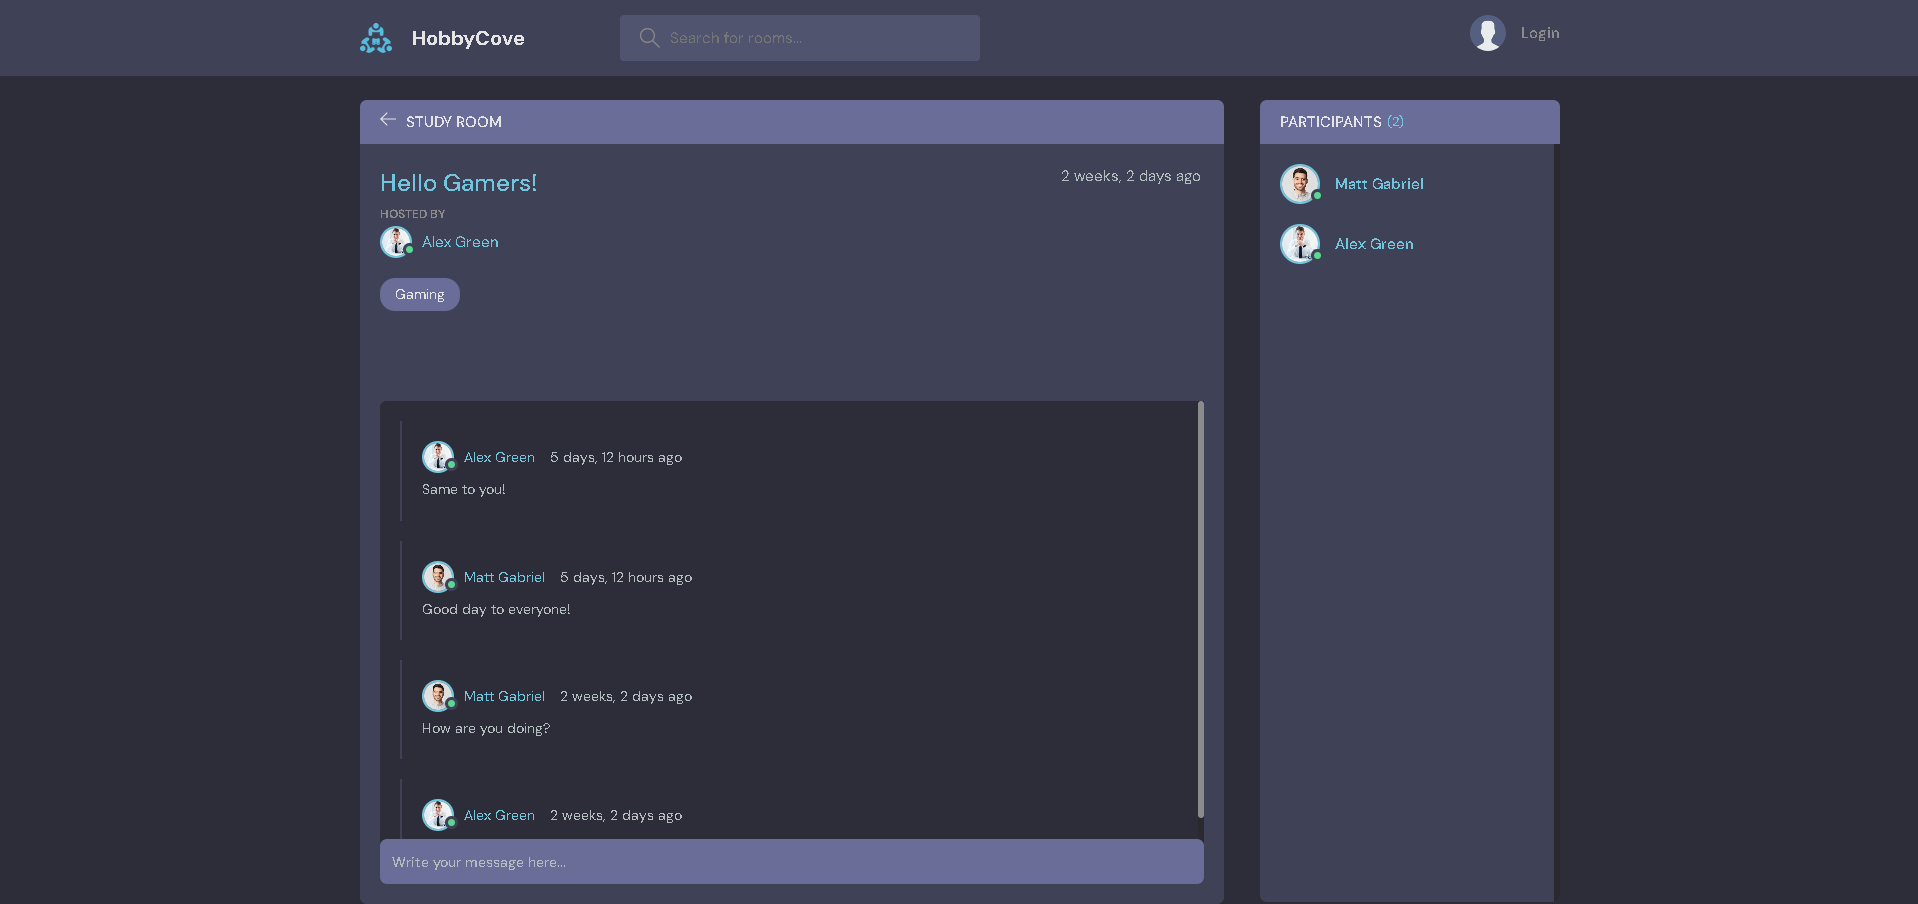 HobbyCove
Search for rooms...
Login
STUDY ROOM
Hello Gamers!
2 weeks, 2 days ago
HOSTED BY
Alex Green
Gaming
Alex Green 5 days, 12 hours ago
Same to you!
Matt Gabriel 5 days, 12 hours ago
Good day to everyone!
Matt Gabriel 2 weeks, 2 days ago
How are you doing?
Alex Green 2 weeks, 2 days ago
Write your message here...
PARTICIPANTS (2)
Matt Gabriel
Alex Green